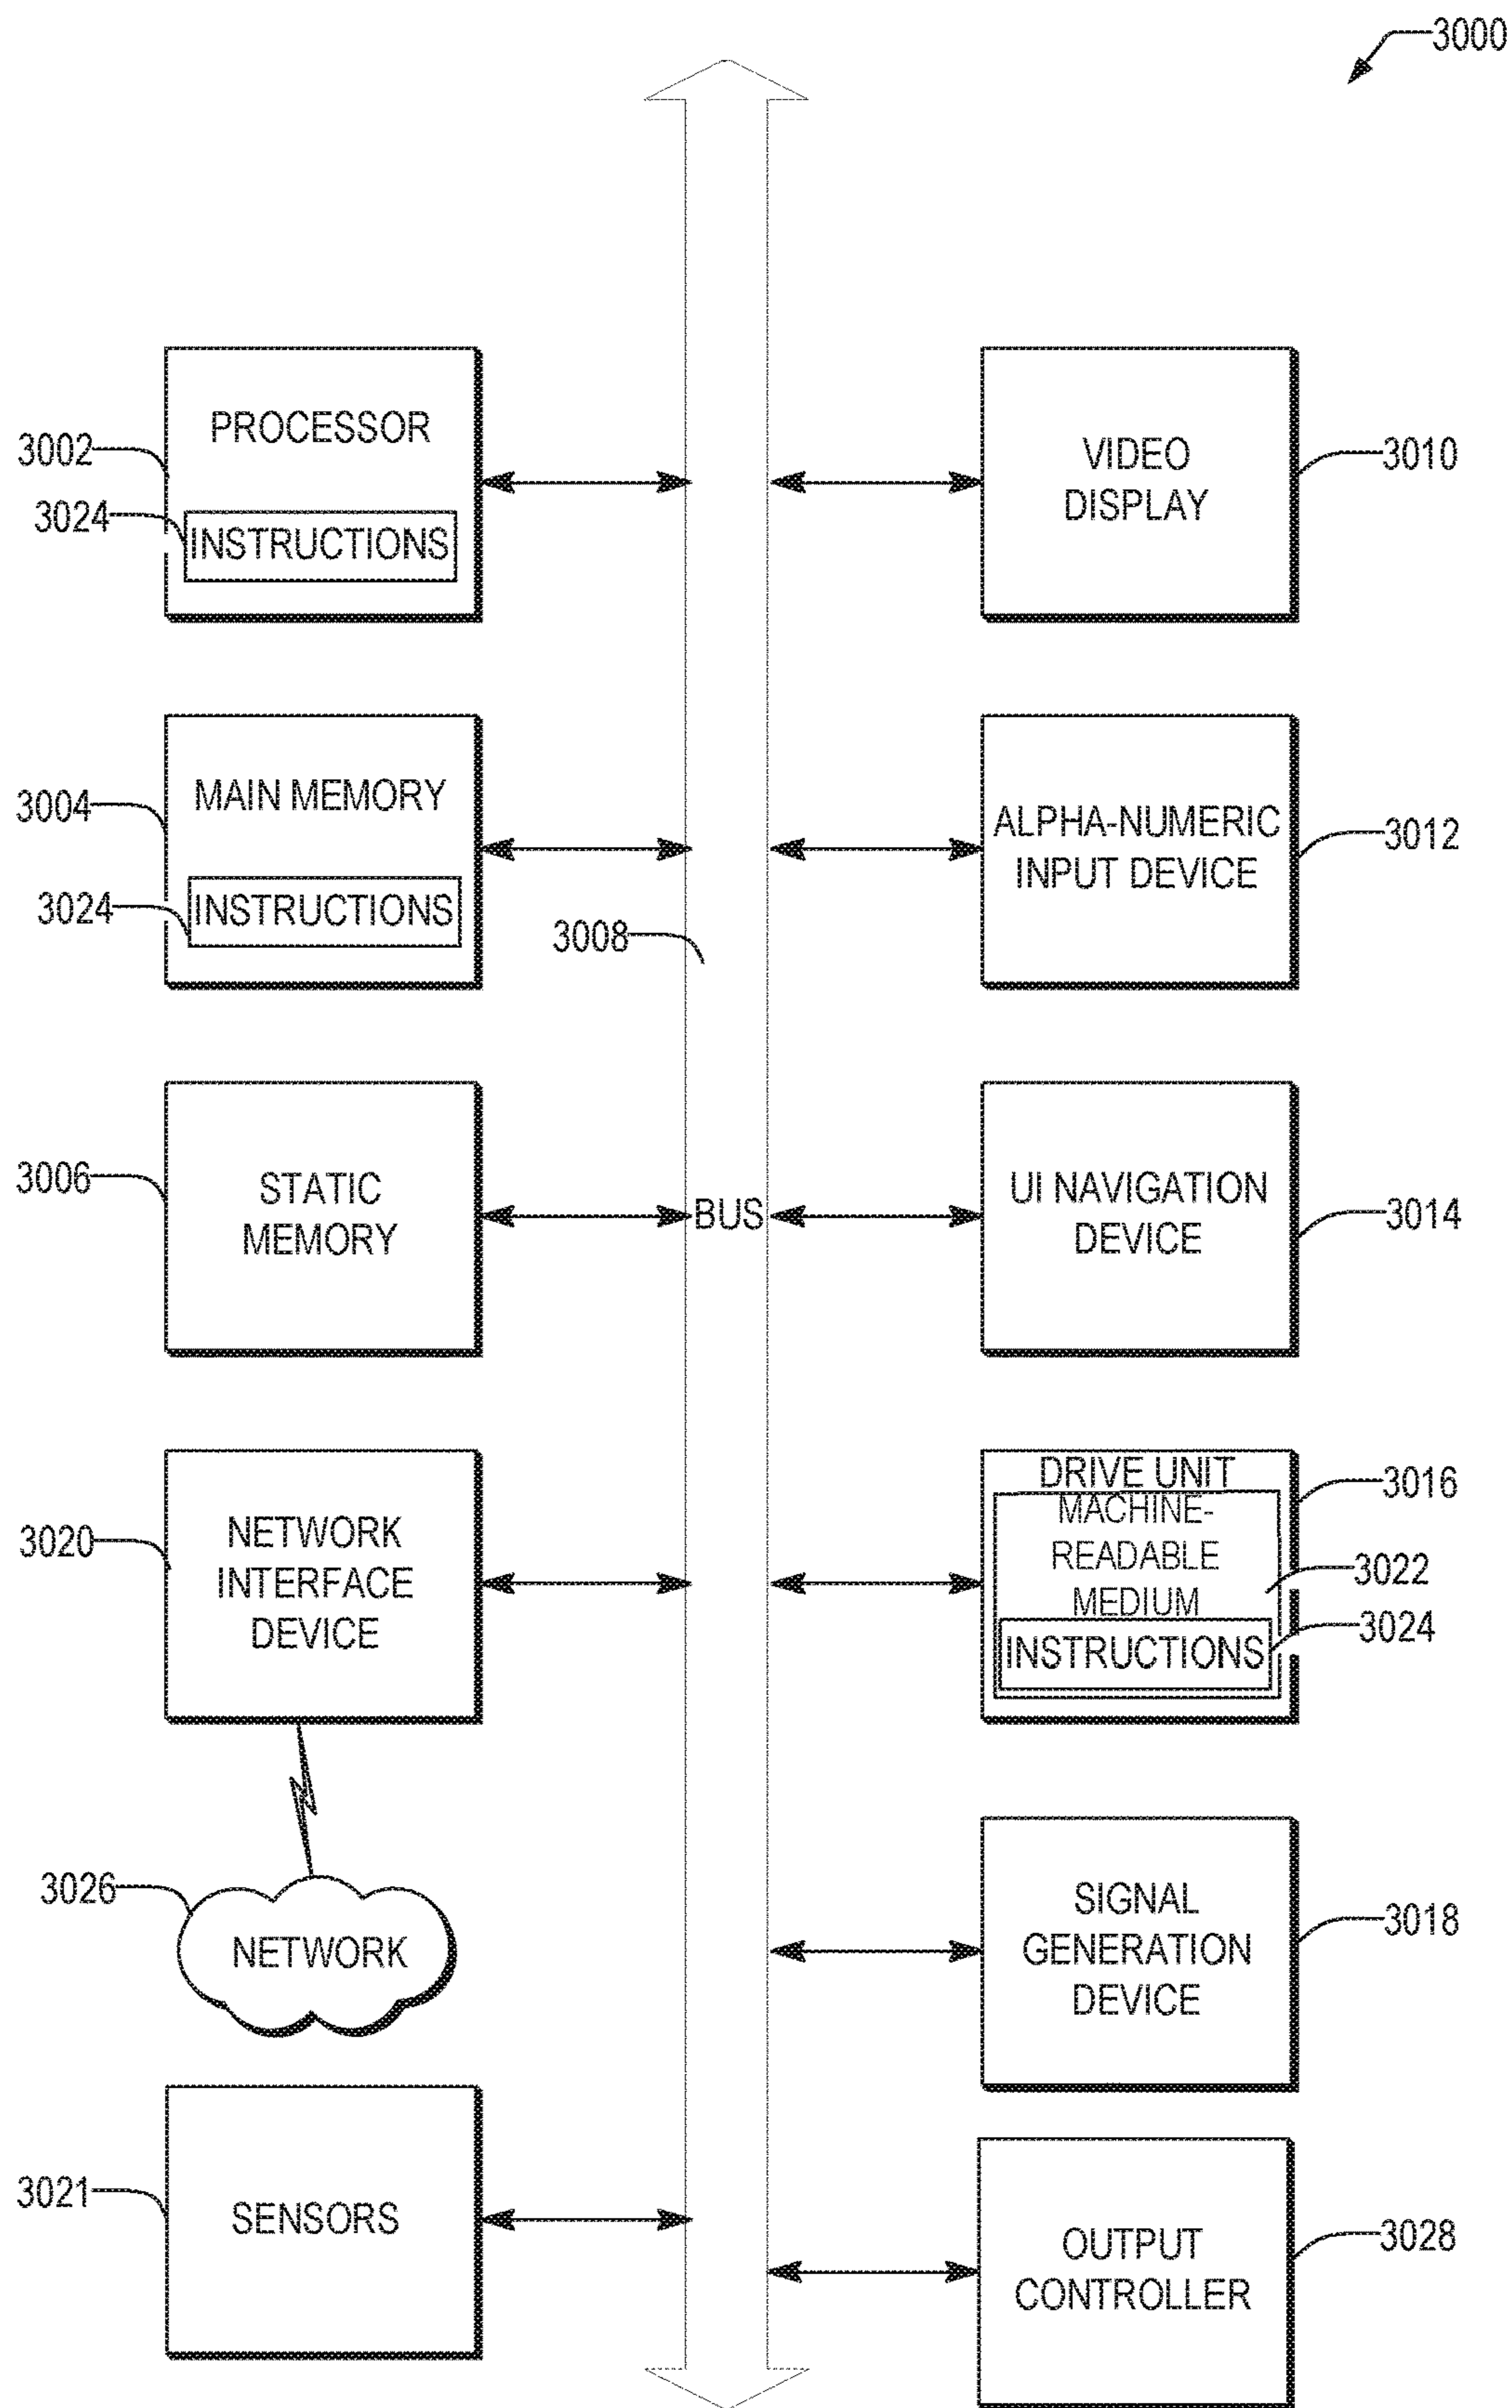 3000
PROCESSOR
3002
3024
INSTRUCTIONS
VIDEO
DISPLAY
3010
MAIN MEMORY
3004
3024
INSTRUCTIONS
3008
ALPHA-NUMERIC
INPUT DEVICE
3012
3006
STATIC
MEMORY
BUS
UI NAVIGATION
DEVICE
3014
3020
NETWORK
INTERFACE
DEVICE
DRIVE UNIT
3016
MACHINE-
READABLE
MEDIUM
3022
INSTRUCTIONS
3024
3026
NETWORK
SIGNAL
GENERATION
DEVICE
3018
3021
SENSORS
OUTPUT
CONTROLLER
3028